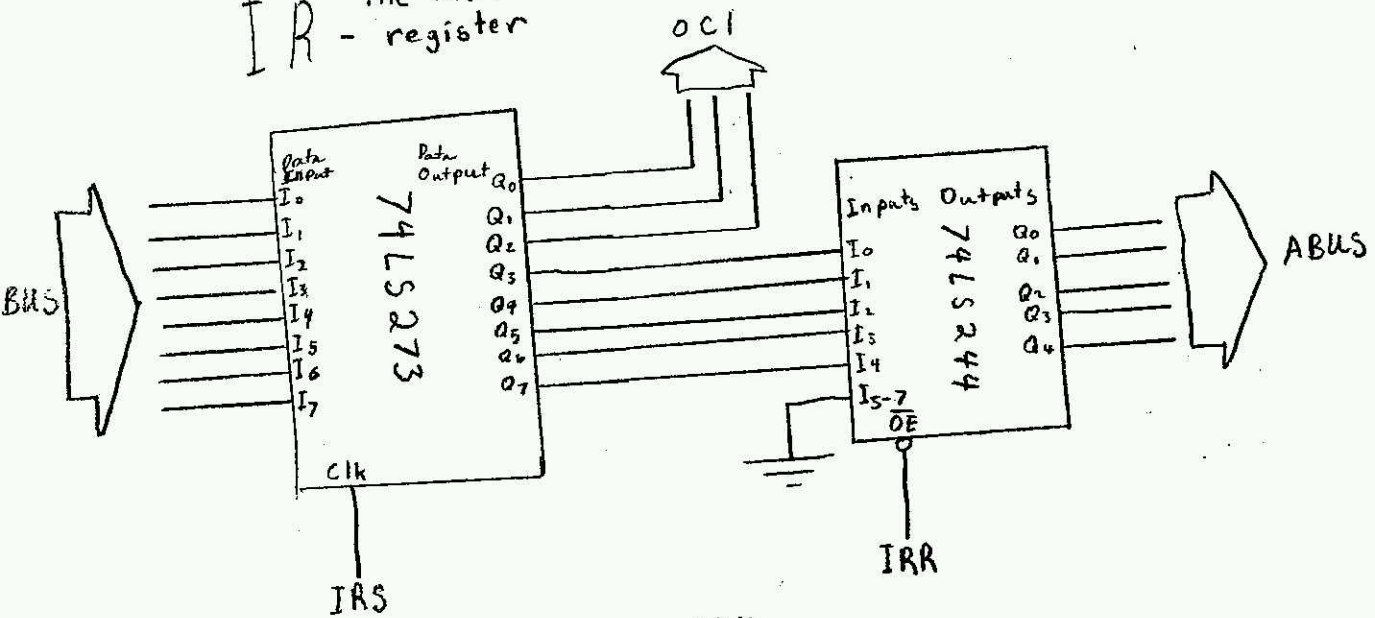 IR - register
OCI
BUS
Data Input
Data Output
I0
I1
I2
I3
I4
I5
I6
I7
74LS273
Q0
Q1
Q2
Q3
Q4
Q5
Q6
Q7
Clk
IRS
Inputs Outputs
I0
I1
I2
I3
I4
I5-7
OE
74LS244
Q0
Q1
Q2
Q3
Q4
IRR
ABUS